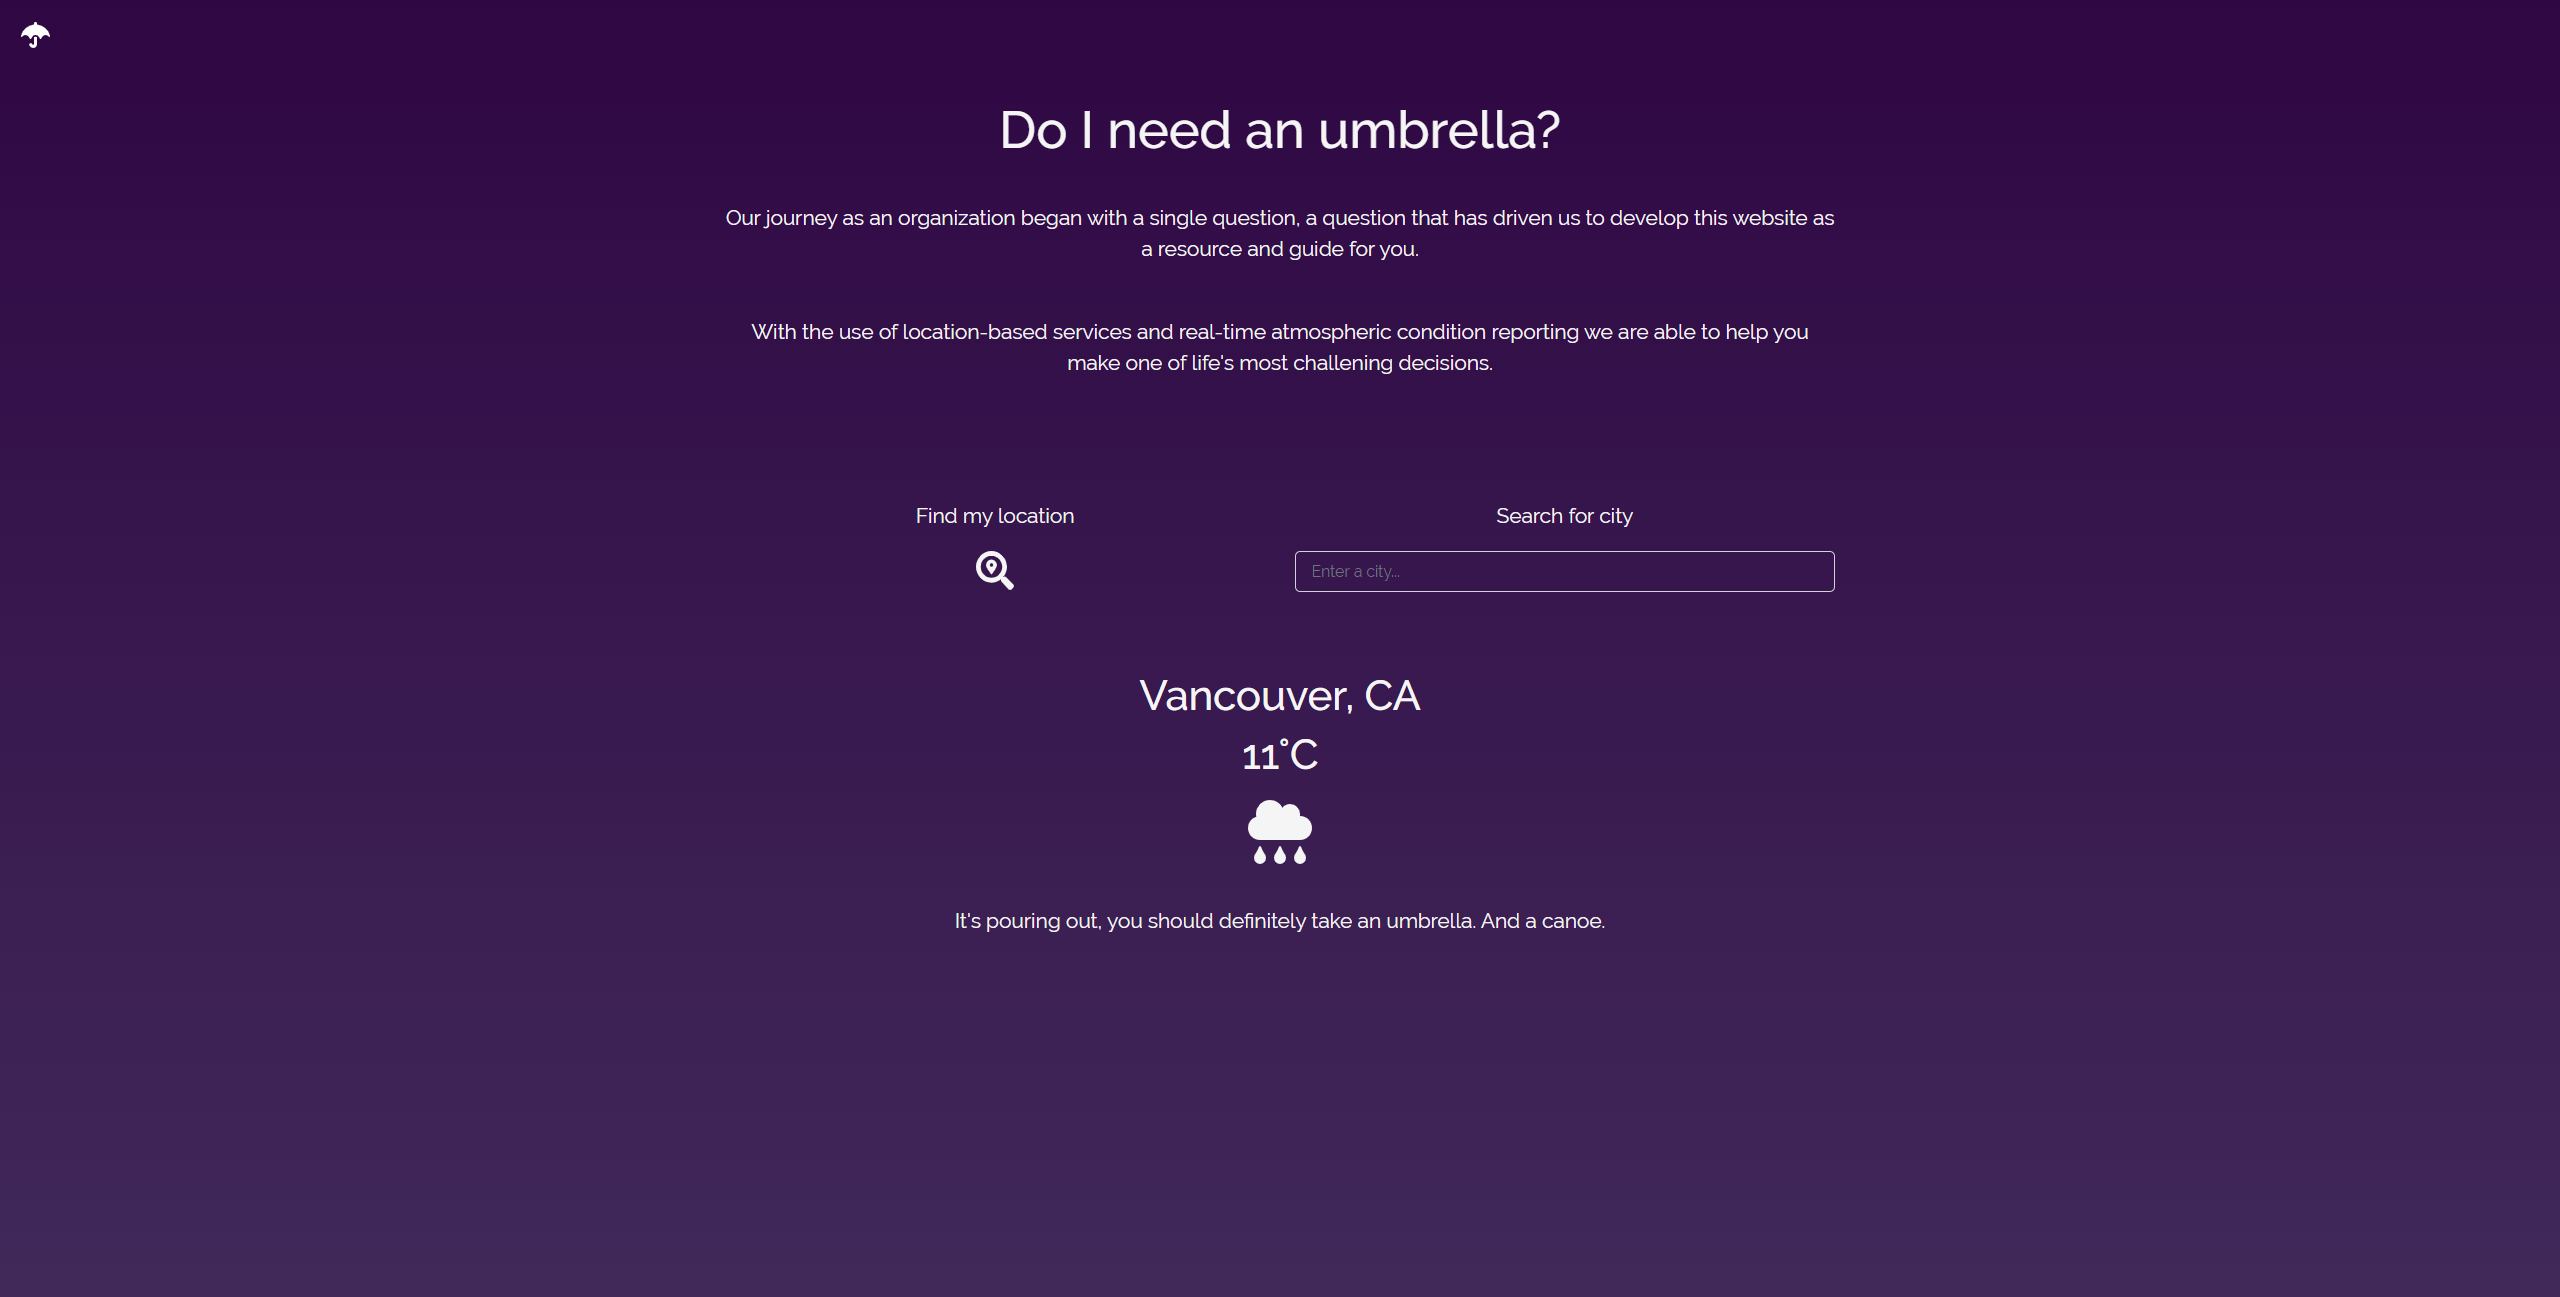 Do I need an umbrella?
Our journey as an organization began with a single question, a question that has driven us to develop this website as
a resource and guide for you.
With the use of location-based services and real-time atmospheric condition reporting we are able to help you
make one of life's most challening decisions.
Find my location
Search for city
Enter a city...
Vancouver, CA
11°C
It's pouring out, you should definitely take an umbrella. And a canoe.